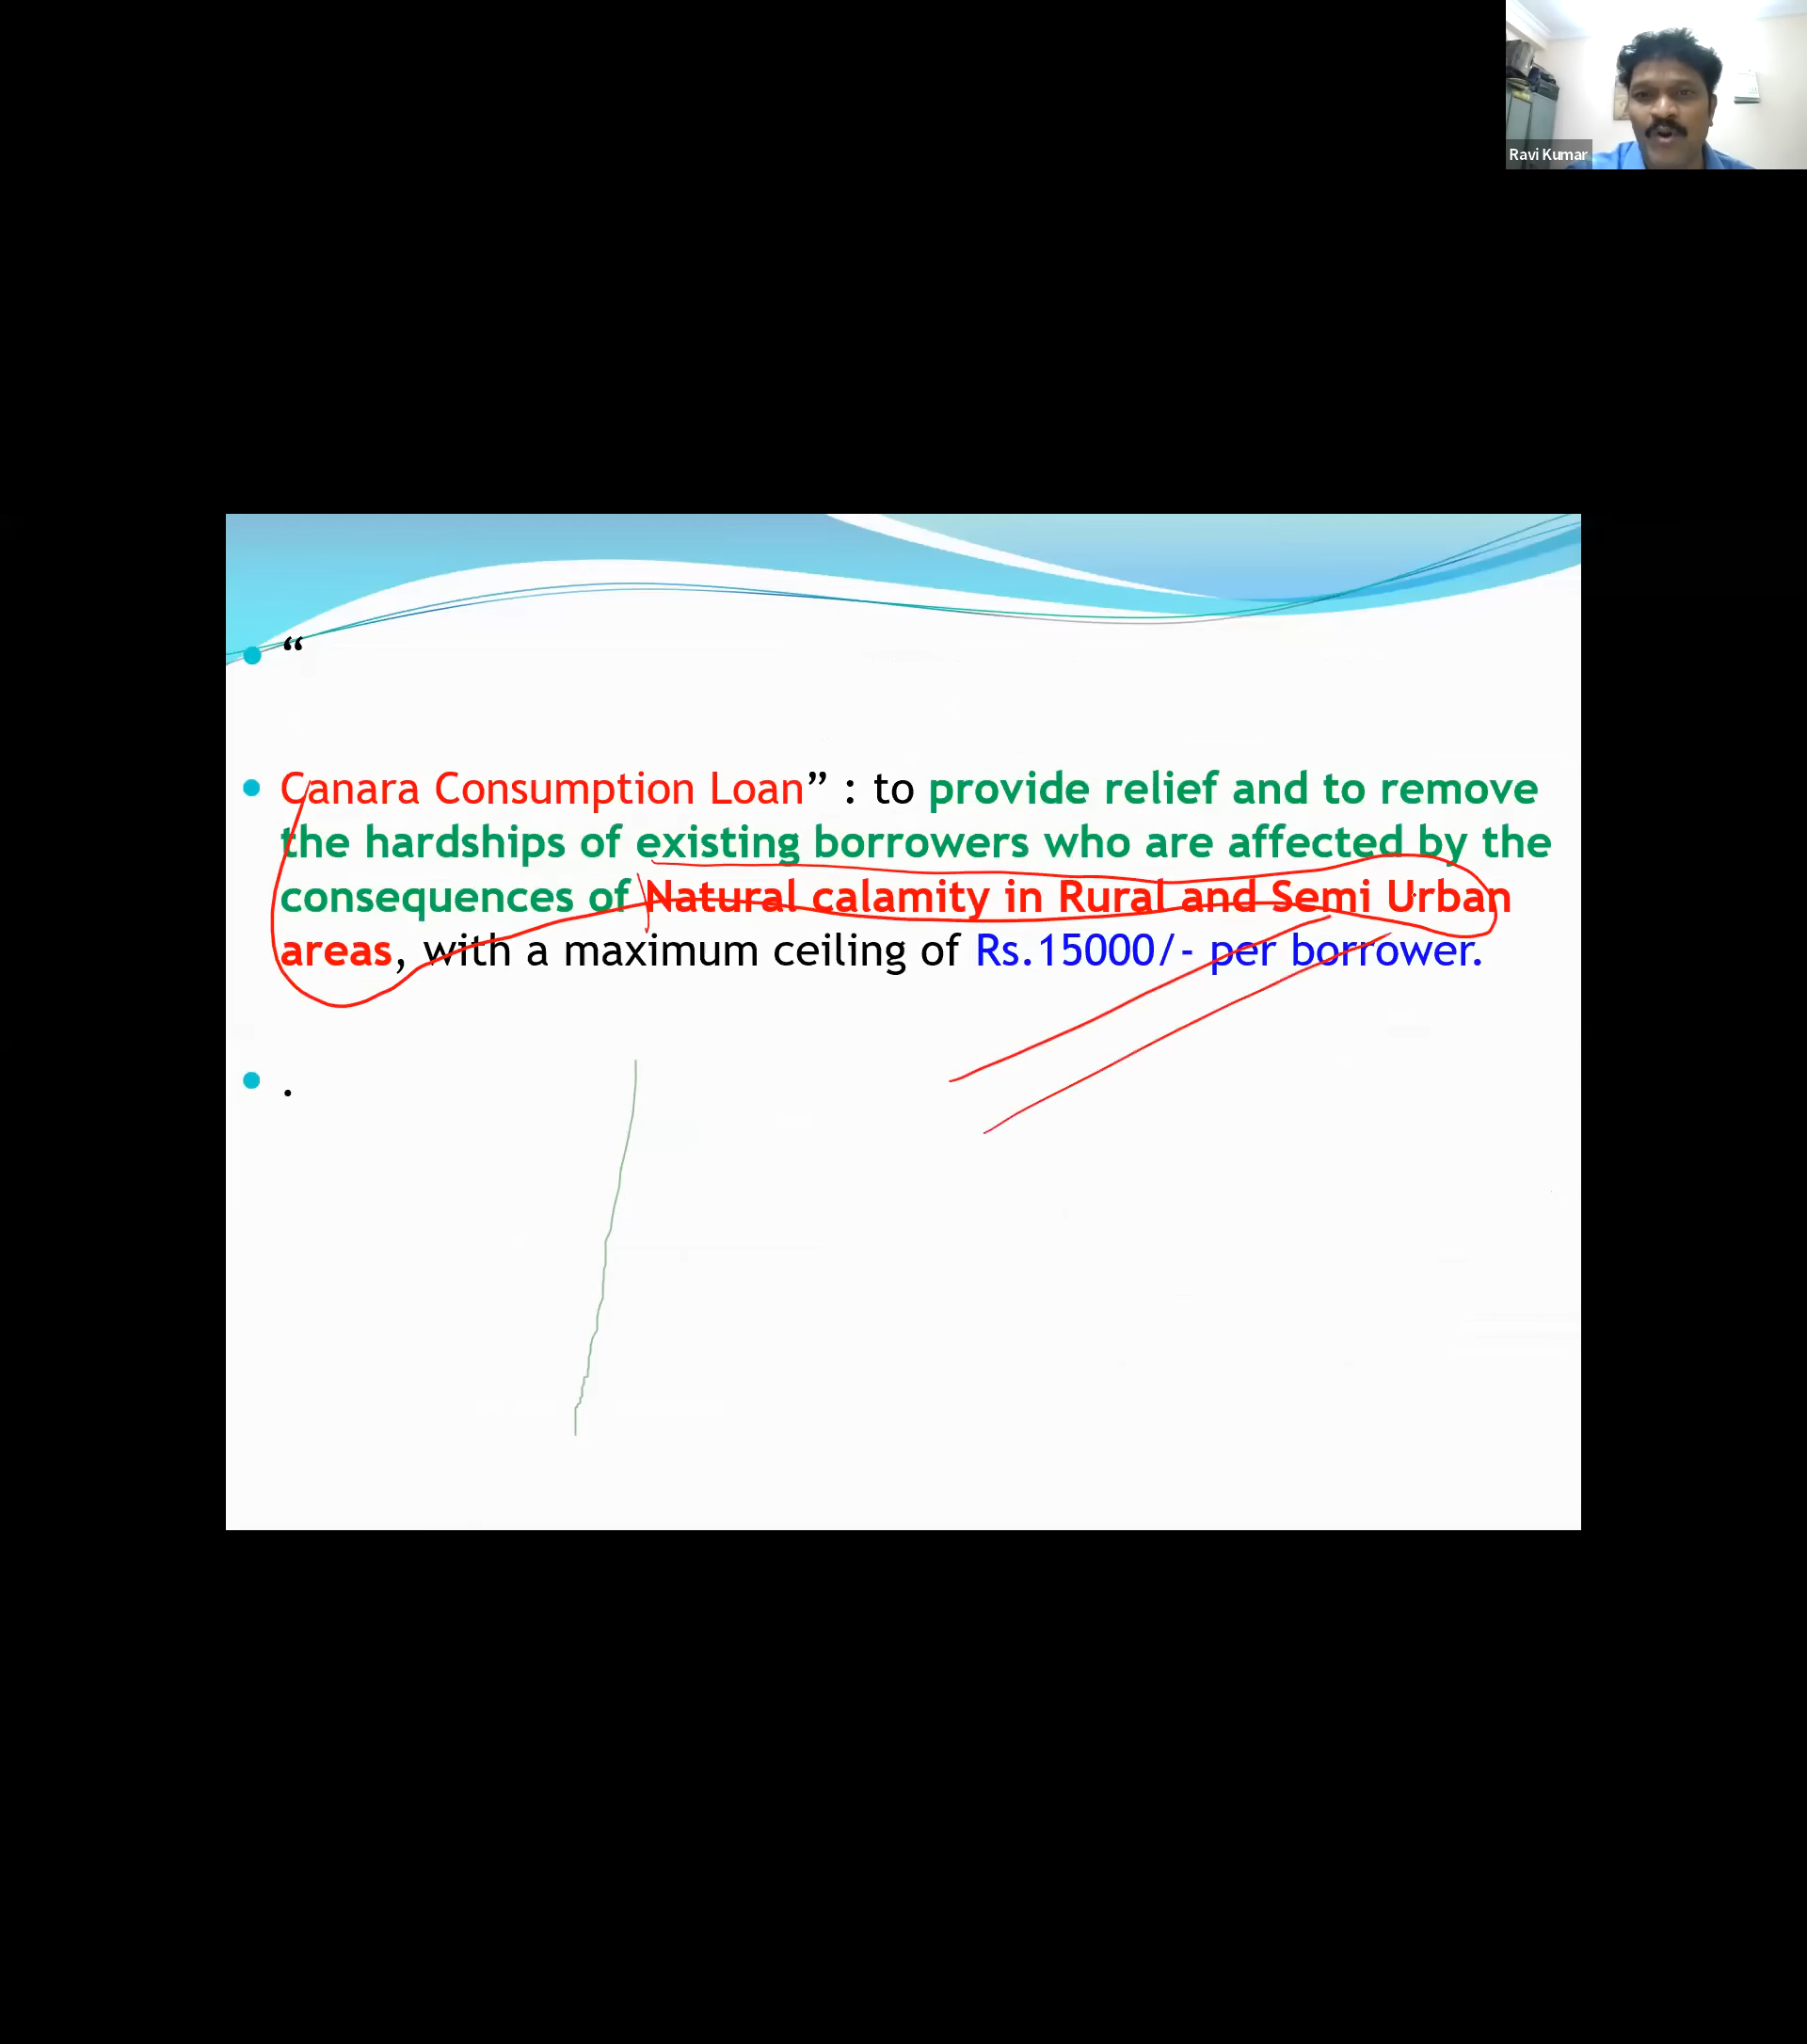 Ravi Kumar
“
Canara Consumption Loan” : to provide relief and to remove
the hardships of existing borrowers who are affected by the
consequences of Natural calamity in Rural and Semi Urban
areas, with a maximum ceiling of Rs.15000/- per borrower.
.